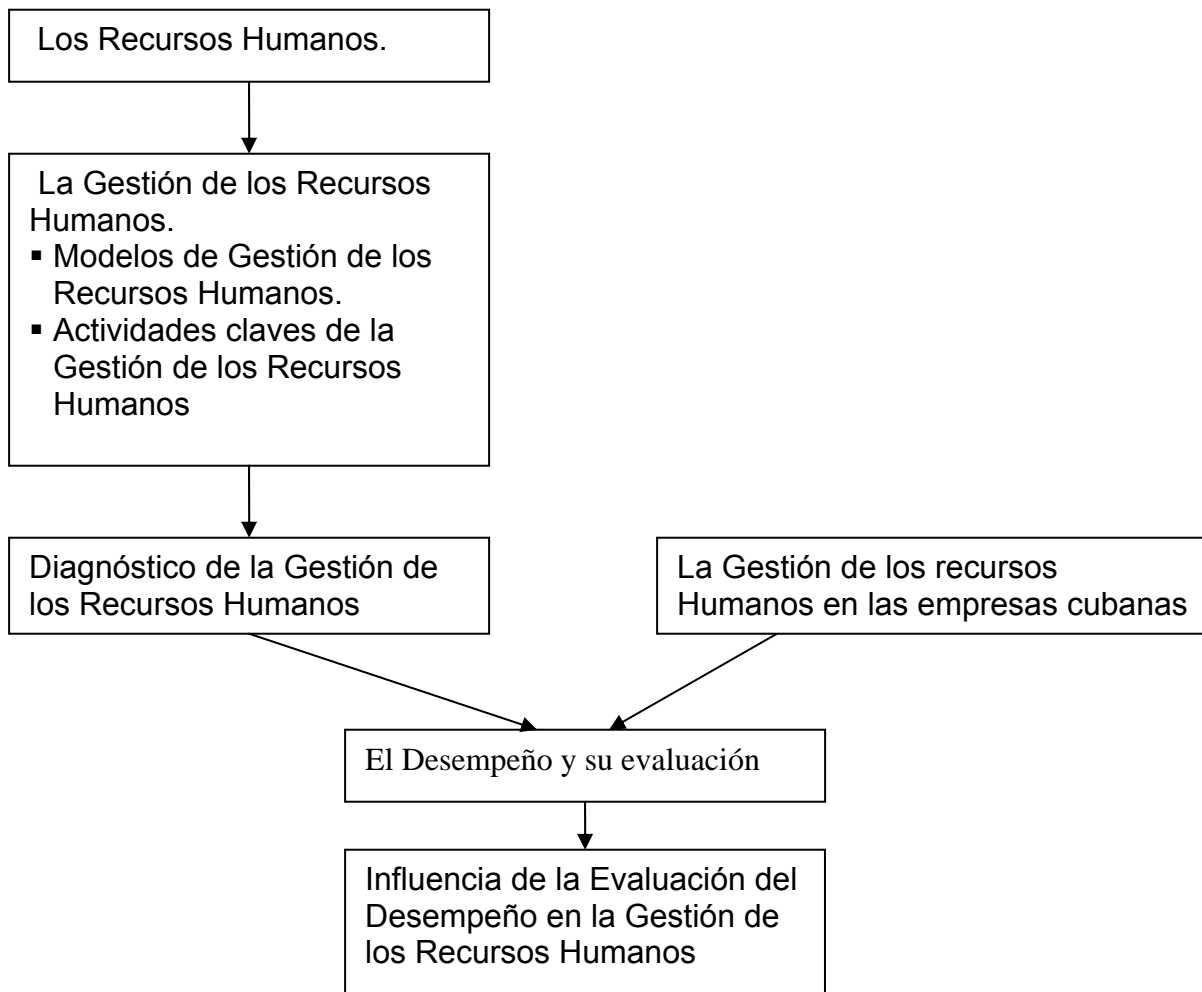 Los Recursos Humanos.
La Gestión de los Recursos
Humanos.
▪ Modelos de Gestión de los
Recursos Humanos.
▪ Actividades claves de la
Gestión de los Recursos
Humanos
Diagnóstico de la Gestión de
los Recursos Humanos
La Gestión de los recursos
Humanos en las empresas cubanas
El Desempeño y su evaluación
Influencia de la Evaluación del
Desempeño en la Gestión de
los Recursos Humanos